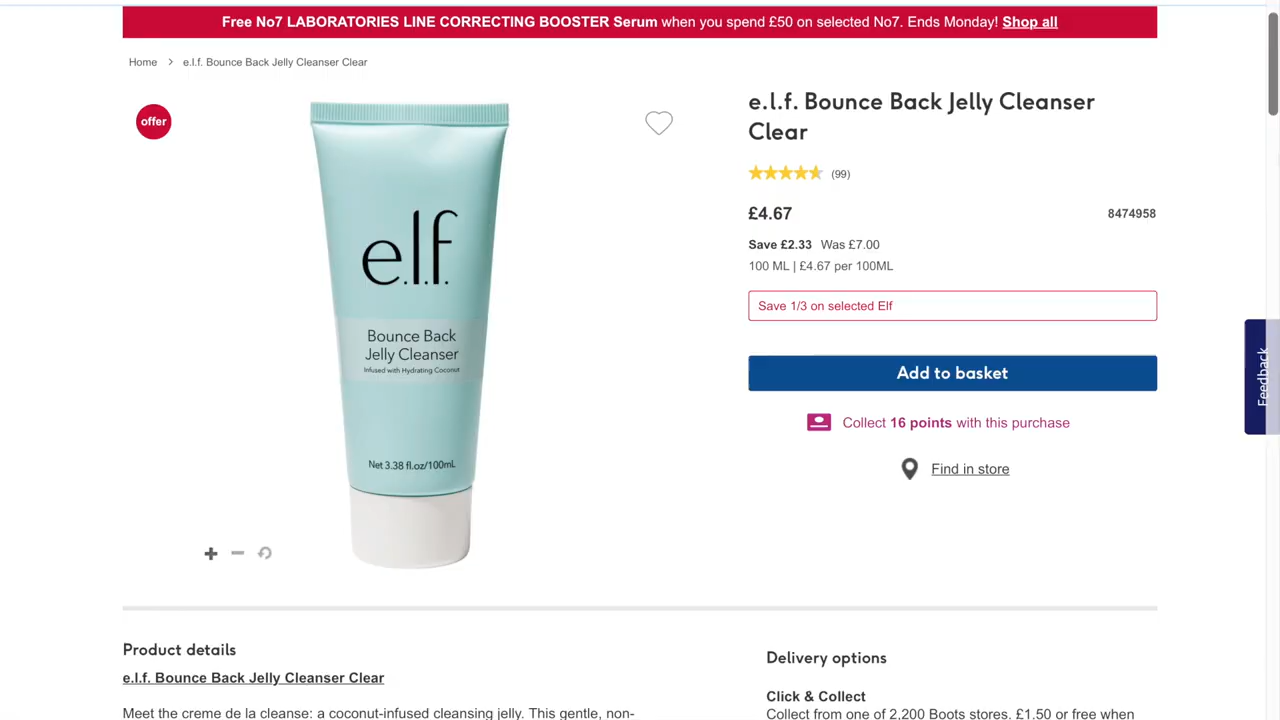 Free No7 LABORATORIES LINE CORRECTING BOOSTER Serum when you spend £50 on selected No7. Ends Monday! Shop all
Home > e.l.f. Bounce Back Jelly Cleanser Clear
offer
e.l.f.
Bounce Back
Jelly Cleanser
Infused with Hydrating Coconut
Net 3.38 fl.oz/100mL
e.l.f. Bounce Back Jelly Cleanser
Clear
(99)
£4.67 8474958
Save £2.33 Was £7.00
100 ML | £4.67 per 100ML
Save 1/3 on selected Elf
Add to basket
Collect 16 points with this purchase
Find in store
Feedback
Product details
e.l.f. Bounce Back Jelly Cleanser Clear
Meet the creme de la cleanse: a coconut-infused cleansing jelly. This gentle, non-
Delivery options
Click & Collect
Collect from one of 2,200 Boots stores. £1.50 or free when